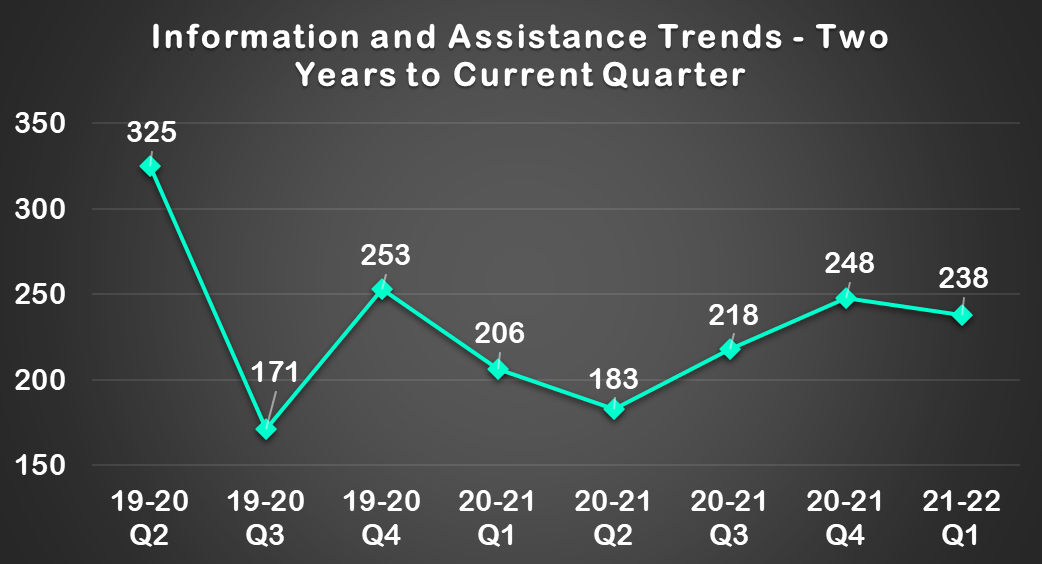 Information and Assistance Trends - Two
Years to Current Quarter
350
300
250
200
150
325
171
253
206
183
218
248
238
19-20 Q2
19-20 Q3
19-20 Q4
20-21 Q1
20-21 Q2
20-21 Q3
20-21 Q4
21-22 Q1